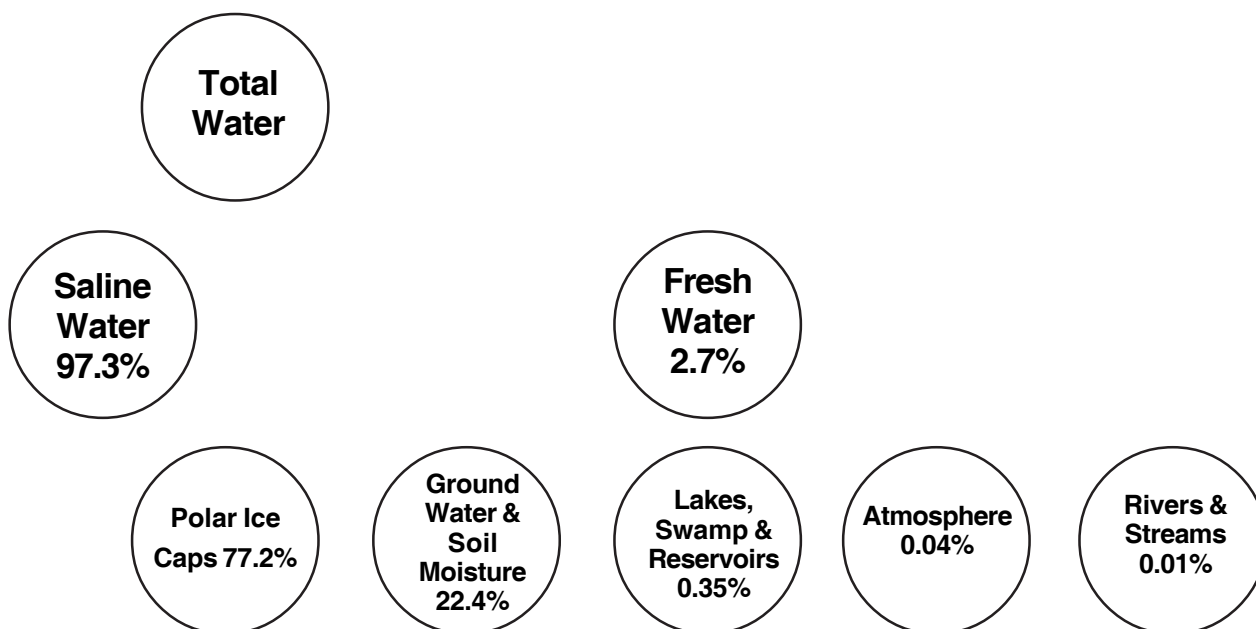 Total
Water
Saline
Water
97.3%
Fresh
Water
2.7%
Polar Ice
Caps 77.2%
Ground
Water &
Soil
Moisture
22.4%
Lakes,
Swamp &
Reservoirs
0.35%
Atmosphere
0.04%
Rivers &
Streams
0.01%